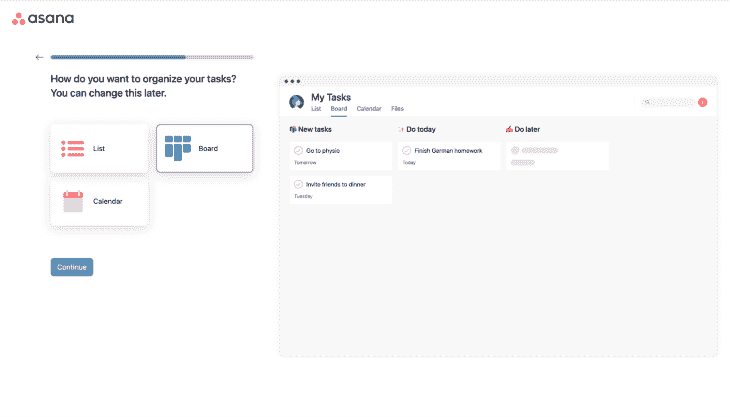 asana
How do you want to organize your tasks?
You can change this later.
List
Board
Calendar
Continue
My Tasks
List Board Calendar Files
New tasks
Go to physio
Tomorrow
Invite friends to dinner
Tuesday
Do today
Finish German homework
Today
Do later